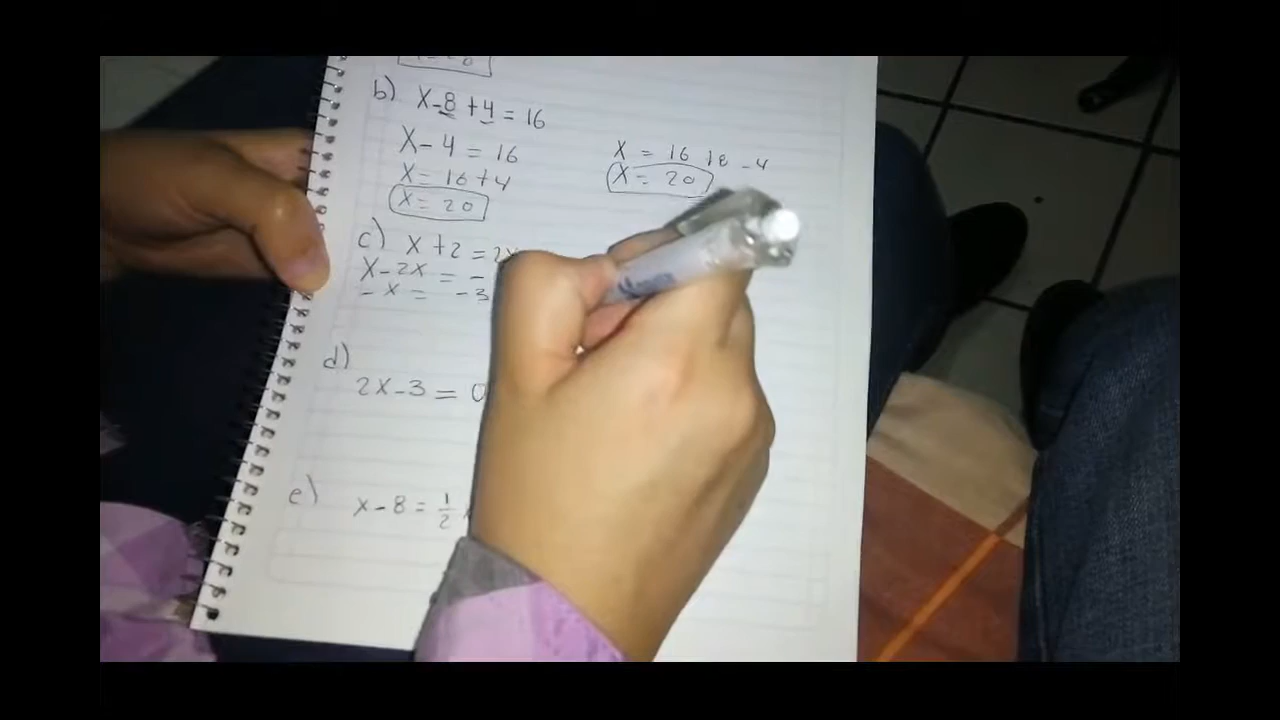 b) x-8+4=16
x-4=16
x=16+4
x=20
x = 16 +8 -4
x= 20
c) x+2=2x
x-2x = -
-x= -3
d)
2x-3=0
e) x-8=1/2